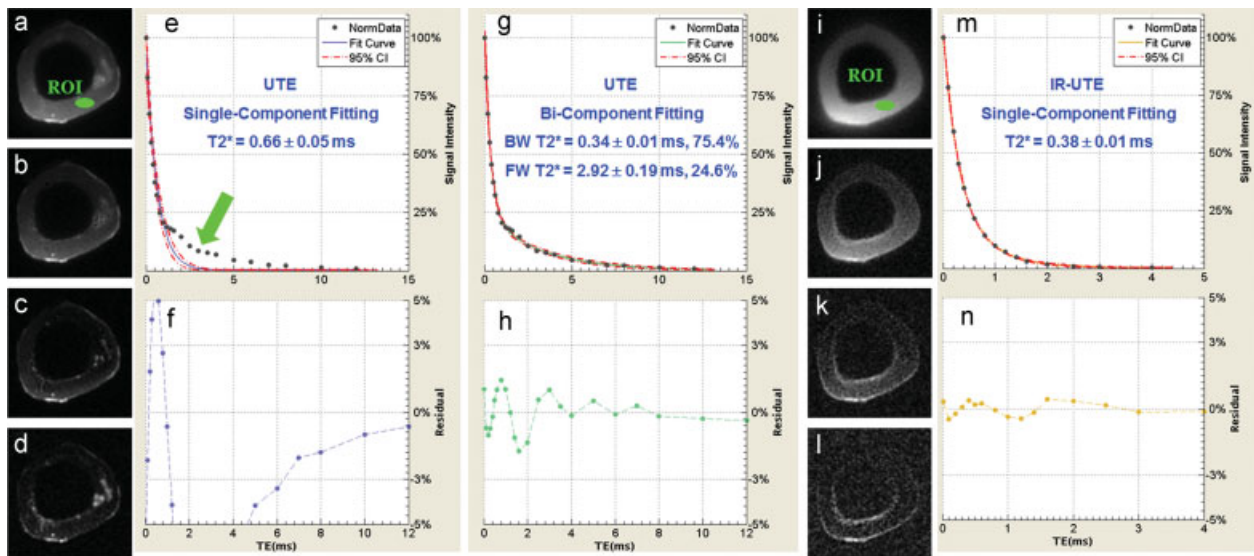 a
ROI
b
c
d
e
NormData
Fit Curve
95% CI
UTE
Single-Component Fitting
T2* = 0.66 ± 0.05 ms
100%
75%
50%
25%
Signal Intensity
0 5 10 15
f
5%
3%
0%
-3%
-5%
Residual
0 2 4 6 8 10 12
TE(ms)
g
NormData
Fit Curve
95% CI
UTE
Bi-Component Fitting
BW T2* = 0.34 ± 0.01 ms, 75.4%
FW T2* = 2.92 ± 0.19 ms, 24.6%
100%
75%
50%
25%
Signal Intensity
0 5 10 15
h
5%
3%
0%
-3%
-5%
Residual
0 2 4 6 8 10 12
TE(ms)
i
ROI
j
k
l
m
NormData
Fit Curve
95% CI
IR-UTE
Single-Component Fitting
T2* = 0.38 ± 0.01 ms
100%
75%
50%
25%
Signal Intensity
0 1 2 3 4 5
n
5%
3%
0%
-3%
-5%
Residual
0 1 2 3 4
TE(ms)